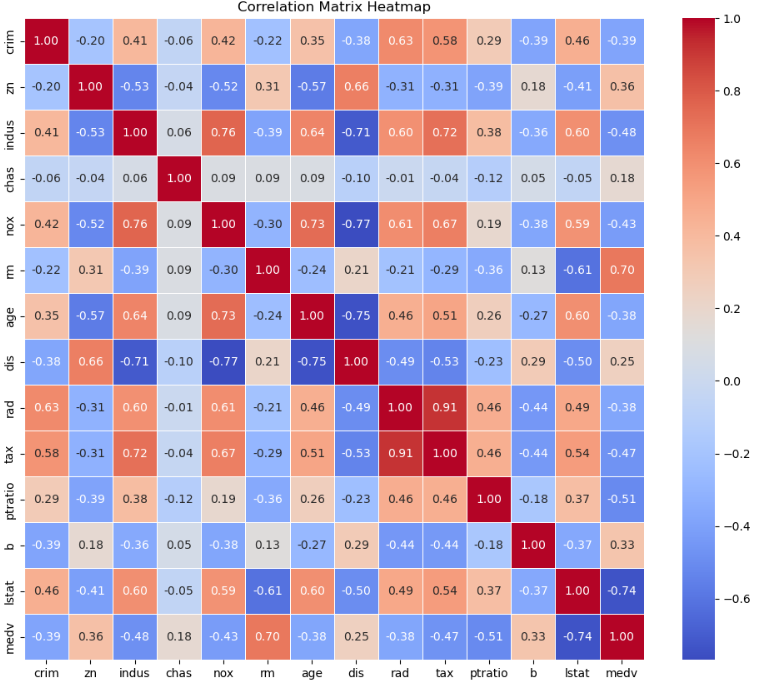 Correlation Matrix Heatmap
crim 1.00 -0.20 0.41 -0.06 0.42 -0.22 0.35 -0.38 0.63 0.58 0.29 -0.39 0.46 -0.39
zn -0.20 1.00 -0.53 -0.04 -0.52 0.31 -0.57 0.66 -0.31 -0.31 -0.39 0.18 -0.41 0.36
indus 0.41 -0.53 1.00 0.06 0.76 -0.39 0.64 -0.71 0.60 0.72 0.38 -0.36 0.60 -0.48
chas -0.06 -0.04 0.06 1.00 0.09 0.09 0.09 -0.10 -0.01 -0.04 -0.12 0.05 -0.05 0.18
nox 0.42 -0.52 0.76 0.09 1.00 -0.30 0.73 -0.77 0.61 0.67 0.19 -0.38 0.59 -0.43
rm -0.22 0.31 -0.39 0.09 -0.30 1.00 -0.24 0.21 -0.21 -0.29 -0.36 0.13 -0.61 0.70
age 0.35 -0.57 0.64 0.09 0.73 -0.24 1.00 -0.75 0.46 0.51 0.26 -0.27 0.60 -0.38
dis -0.38 0.66 -0.71 -0.10 -0.77 0.21 -0.75 1.00 -0.49 -0.53 -0.23 0.29 -0.50 0.25
rad 0.63 -0.31 0.60 -0.01 0.61 -0.21 0.46 -0.49 1.00 0.91 0.46 -0.44 0.49 -0.38
tax 0.58 -0.31 0.72 -0.04 0.67 -0.29 0.51 -0.53 0.91 1.00 0.46 -0.44 0.54 -0.47
ptratio 0.29 -0.39 0.38 -0.12 0.19 -0.36 0.26 -0.23 0.46 0.46 1.00 -0.18 0.37 -0.51
b -0.39 0.18 -0.36 0.05 -0.38 0.13 -0.27 0.29 -0.44 -0.44 -0.18 1.00 -0.37 0.33
lstat 0.46 -0.41 0.60 -0.05 0.59 -0.61 0.60 -0.50 0.49 0.54 0.37 -0.37 1.00 -0.74
medv -0.39 0.36 -0.48 0.18 -0.43 0.70 -0.38 0.25 -0.38 -0.47 -0.51 0.33 -0.74 1.00
crim zn indus chas nox rm age dis rad tax ptratio b lstat medv
1.0
0.8
0.6
0.4
0.2
0.0
−0.2
−0.4
−0.6